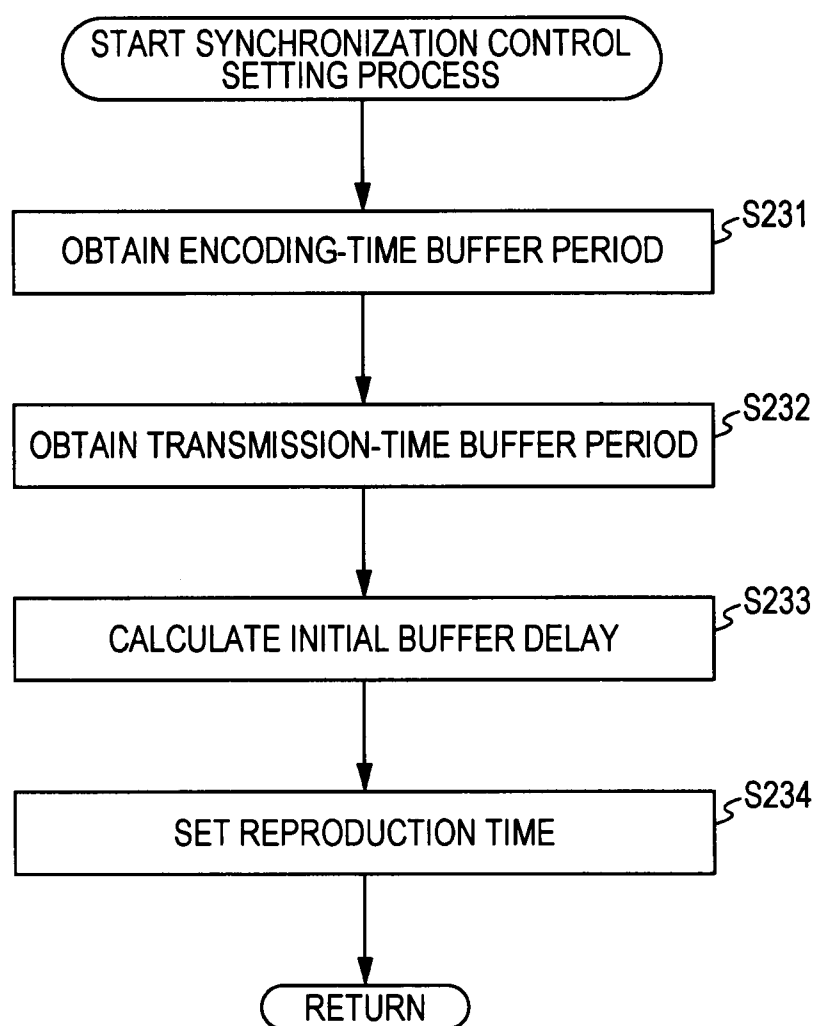 START SYNCHRONIZATION CONTROL
SETTING PROCESS
S231
OBTAIN ENCODING-TIME BUFFER PERIOD
S232
OBTAIN TRANSMISSION-TIME BUFFER PERIOD
S233
CALCULATE INITIAL BUFFER DELAY
S234
SET REPRODUCTION TIME
RETURN